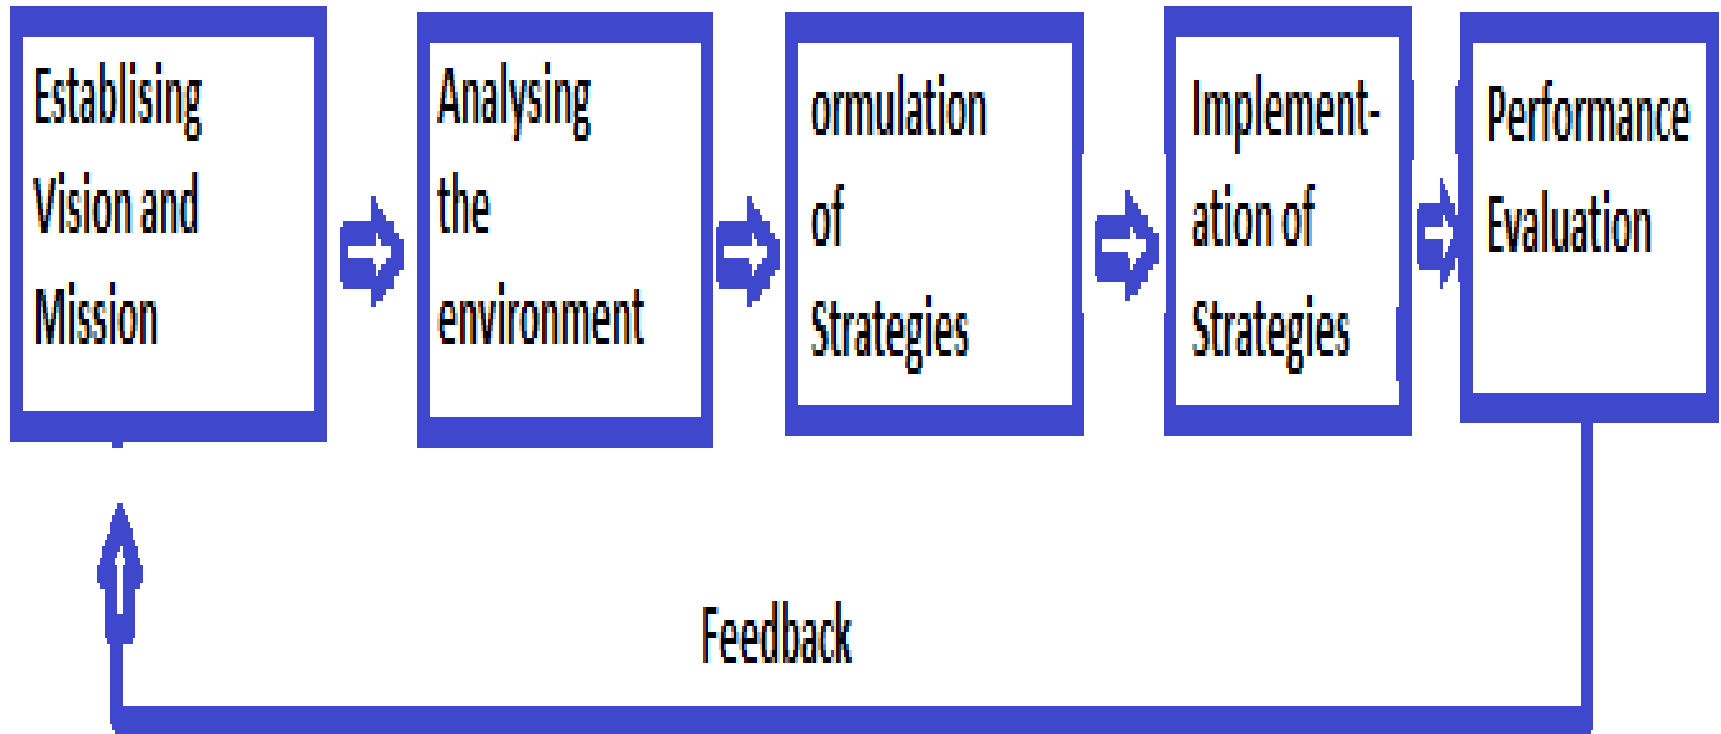 Establising
Vision and
Mission
Analysing
the
environment
ormulation
of
Strategies
Implement-
ation of
Strategies
Performance
Evaluation
Feedback